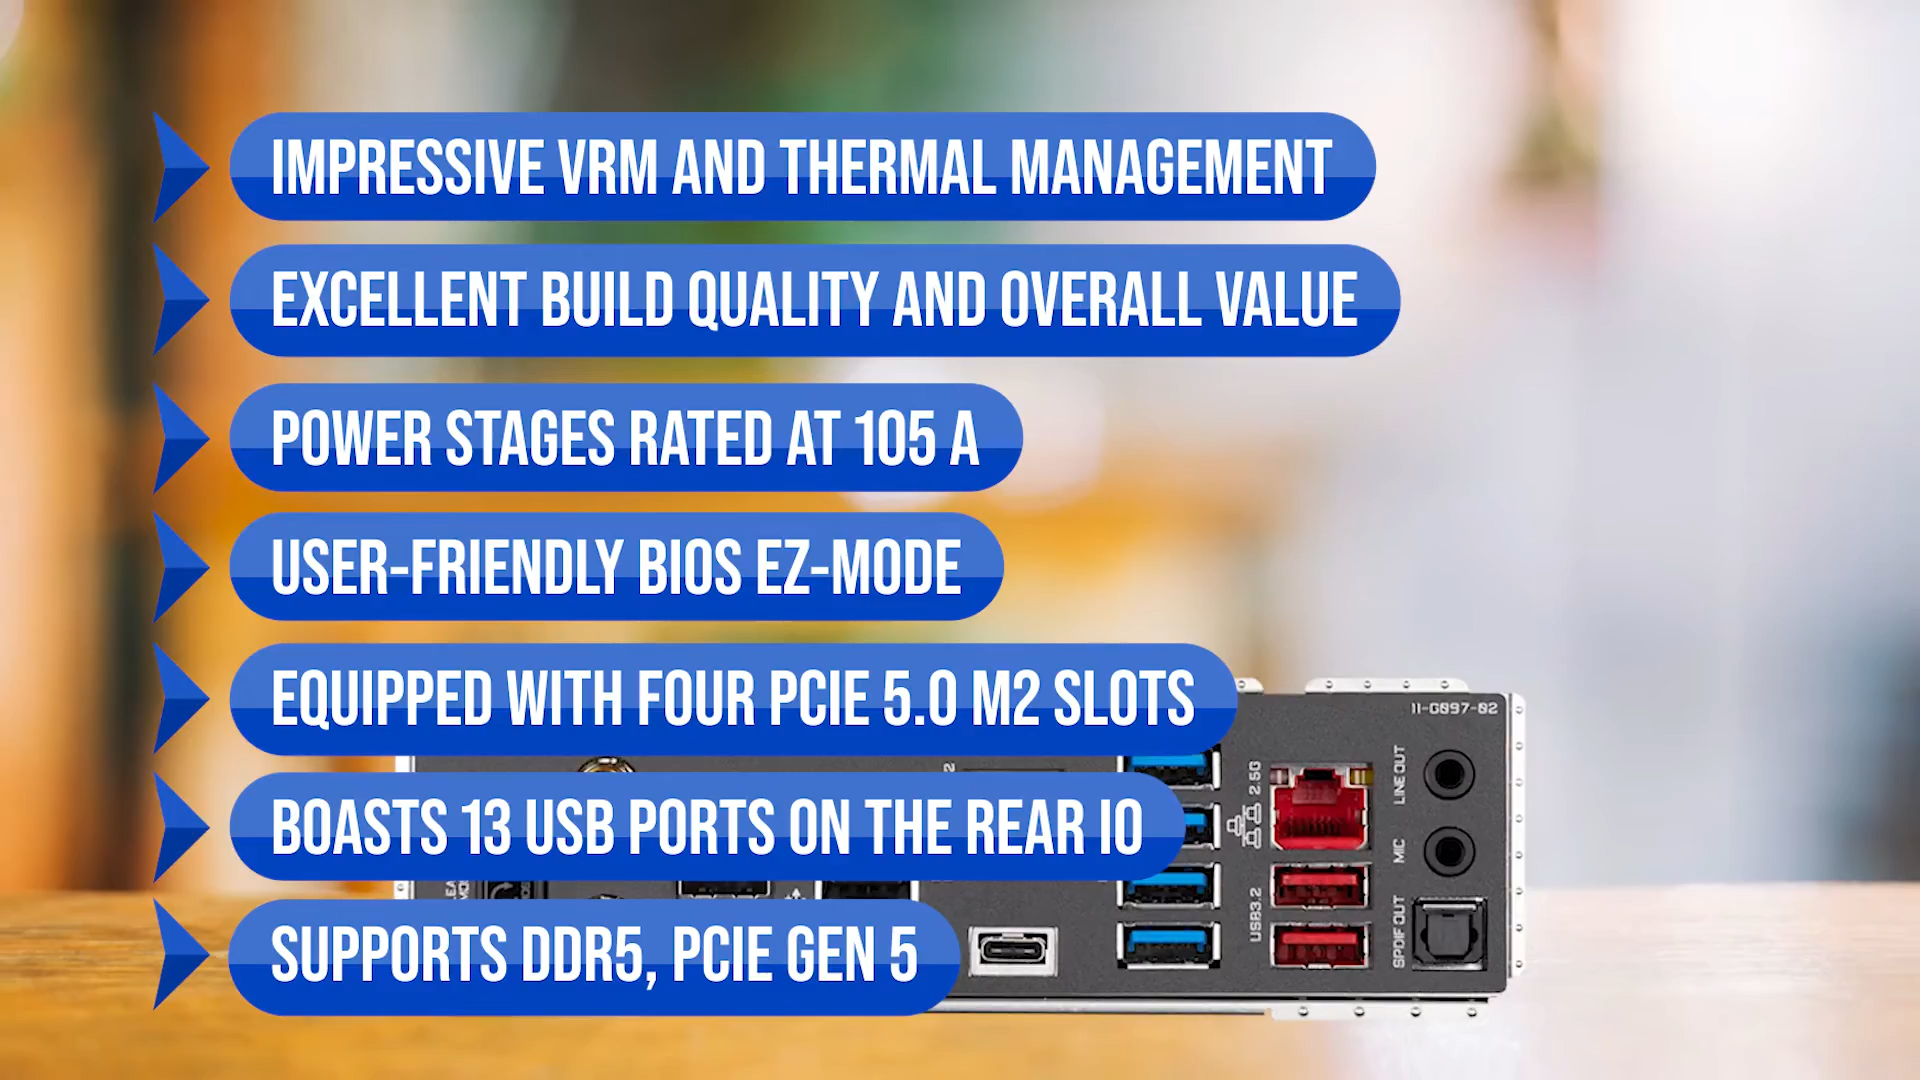 IMPRESSIVE VRM AND THERMAL MANAGEMENT
EXCELLENT BUILD QUALITY AND OVERALL VALUE
POWER STAGES RATED AT 105 A
USER-FRIENDLY BIOS EZ-MODE
EQUIPPED WITH FOUR PCIE 5.0 M2 SLOTS
11-G097-02
LINE OUT
2.5G
BOASTS 13 USB PORTS ON THE REAR IO
MIC
USB3.2
SPDIF OUT
SUPPORTS DDR5, PCIE GEN 5